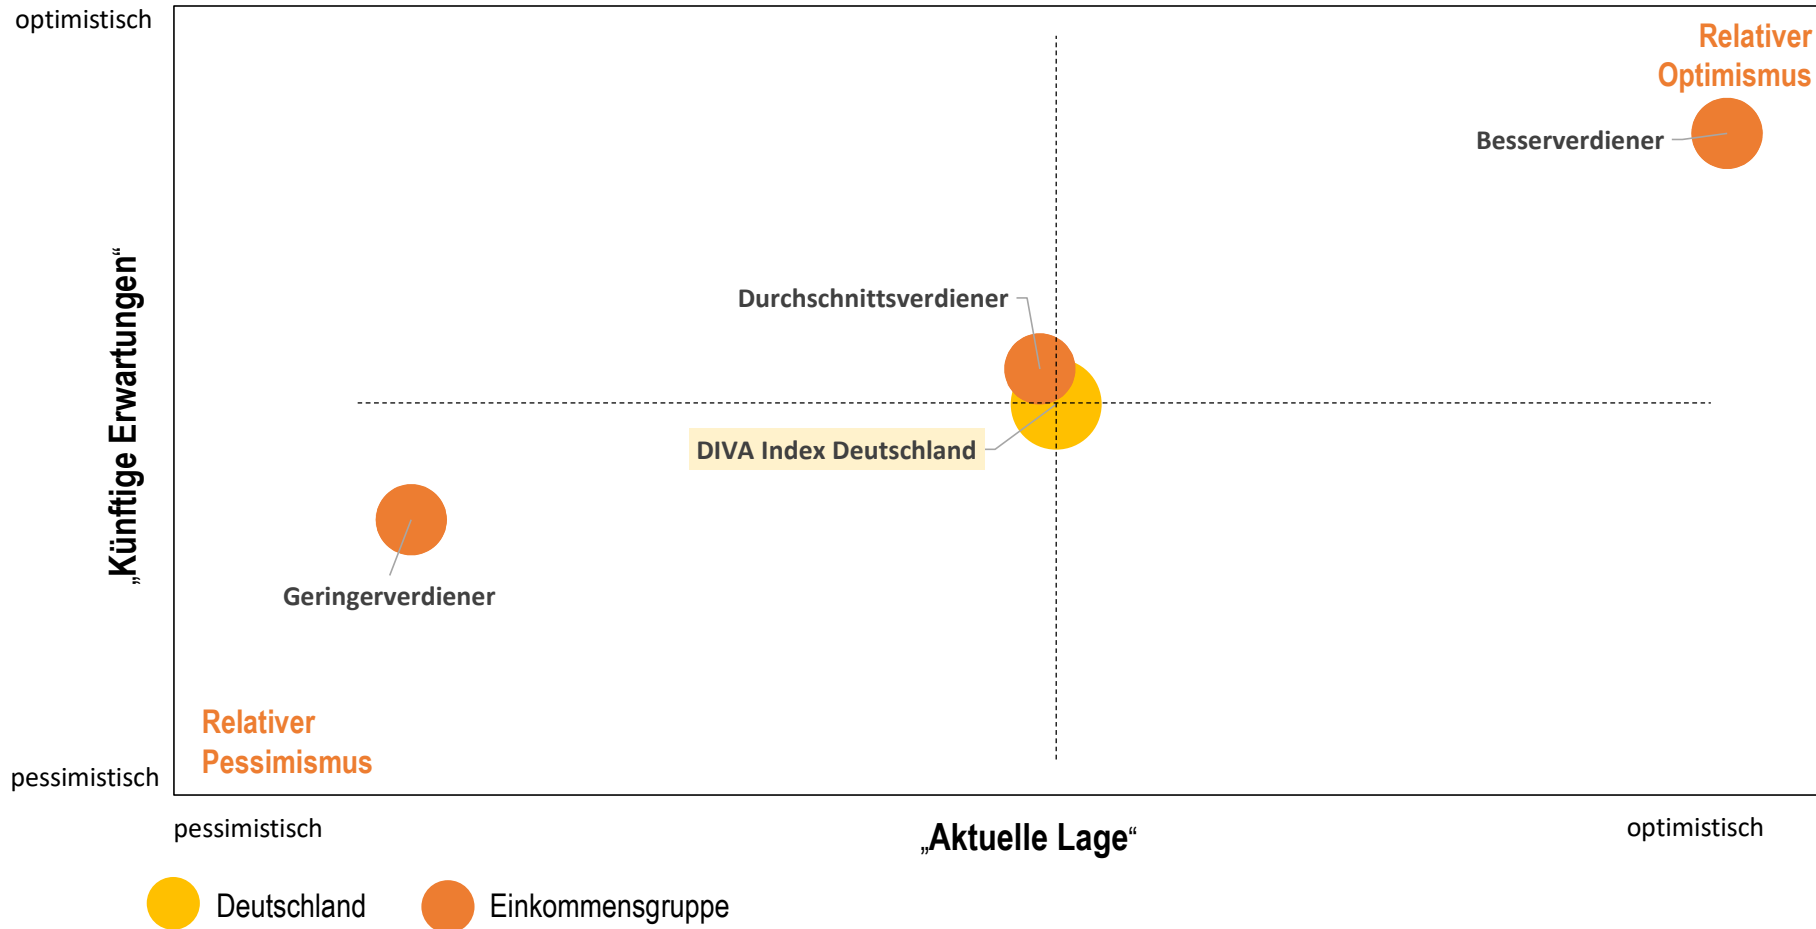 optimistisch
Relativer
Optimismus
Besserverdiener
„Künftige Erwartungen“
Durchschnittsverdiener
DIVA Index Deutschland
Geringerverdiener
Relativer
Pessimismus
pessimistisch
pessimistisch
„Aktuelle Lage“
optimistisch
Deutschland
Einkommensgruppe